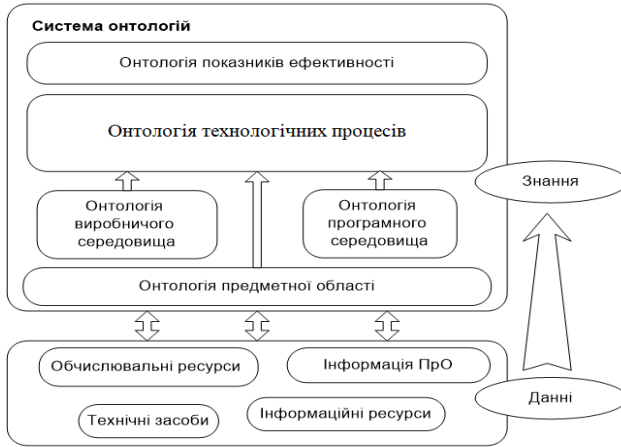 Система онтологій
Онтологія показників ефективності
Онтологія технологічних процесів
Знання
Онтологія
виробничого
середовища
Онтологія
програмного
середовища
Онтологія предметної області
Обчислювальні ресурси
Інформація ПрО
Технічні засоби
Інформаційні ресурси
Данні